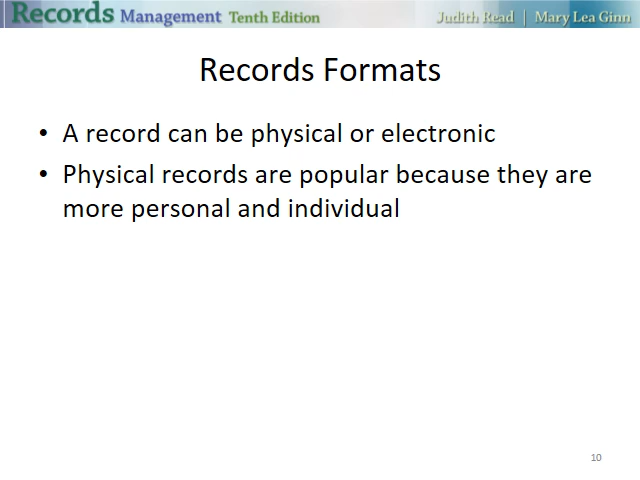 Records Management Tenth Edition Judith Read | Mary Lea Ginn
Records Formats
• A record can be physical or electronic
• Physical records are popular because they are
more personal and individual
10